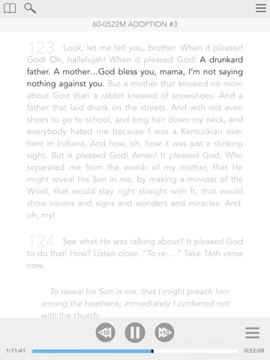 60-0522M ADOPTION #3
123 Look, let me tell you, brother. When it pleased
God! Oh, hallelujah! When it pleased God! A drunkard
father. A mother…God bless you, mama, I'm not saying
nothing against you. But is mother that knowed no more
about God than a rabbit knowed of snowshoes. And a
father that laid drunk on the streets. And with not even
shoes to go to school, and long hair down my neck, and
everybody hated me because I was a Kentuckian over
here in Indiana. And how, oh, how it was just a stinking
sight. But it pleased God! Amen! It pleased God, Who
separated me from the womb of my mother, that He
might reveal His Son in me, by making a minister of the
Word, that would stay right straight with It, that would
show visions and signs and wonders and miracles. And,
oh, my!
124 See what He was talking about? It pleased God
to do that! How? Listen close. "To re-…" Take 16th verse
now.
To reveal his Son in me, that I might preach him
among the heathens; immediately I conferred not
with the church:
1:11:41
0:52:09